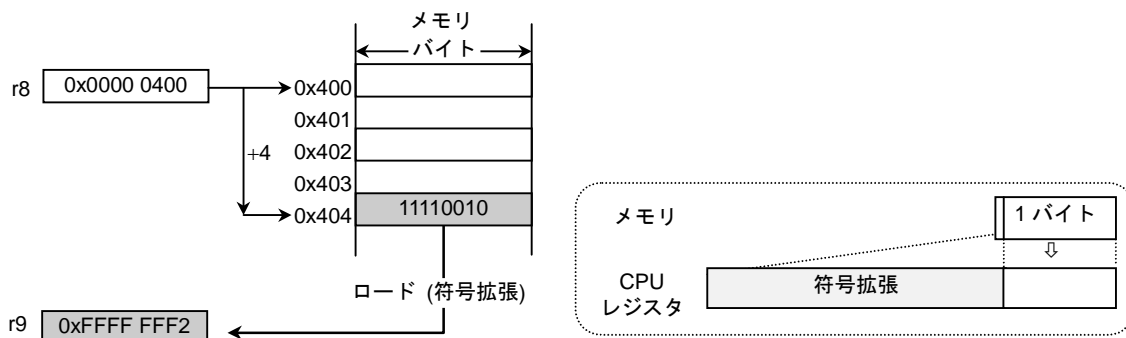 メモリ
バイト
r8 0x0000 0400
0x400
0x401
+4
0x402
0x403
0x404
11110010
ロード (符号拡張)
r9 0xFFFF FFF2
メモリ
1 バイト
⇩
CPU
レジスタ
符号拡張